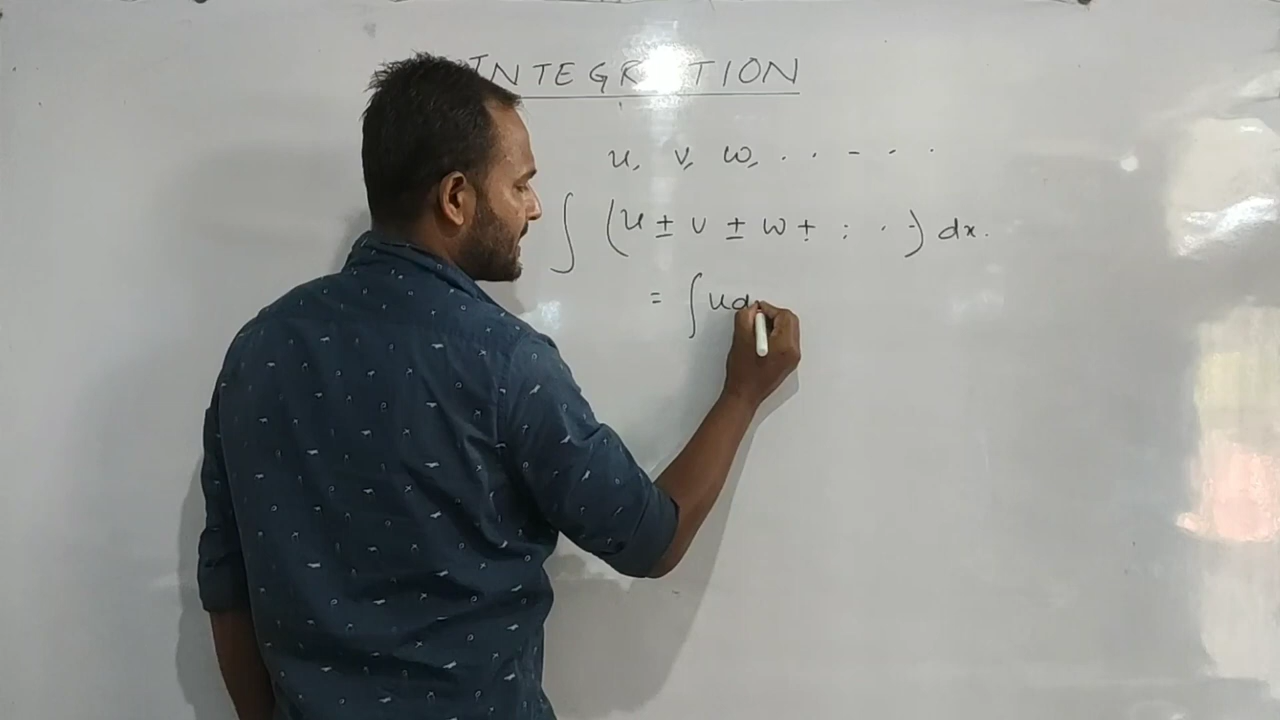 INTEGRATION
u, v, w, . . - . . .
∫ (u ± v ± w ± : . . -) dx.
= ∫ u d